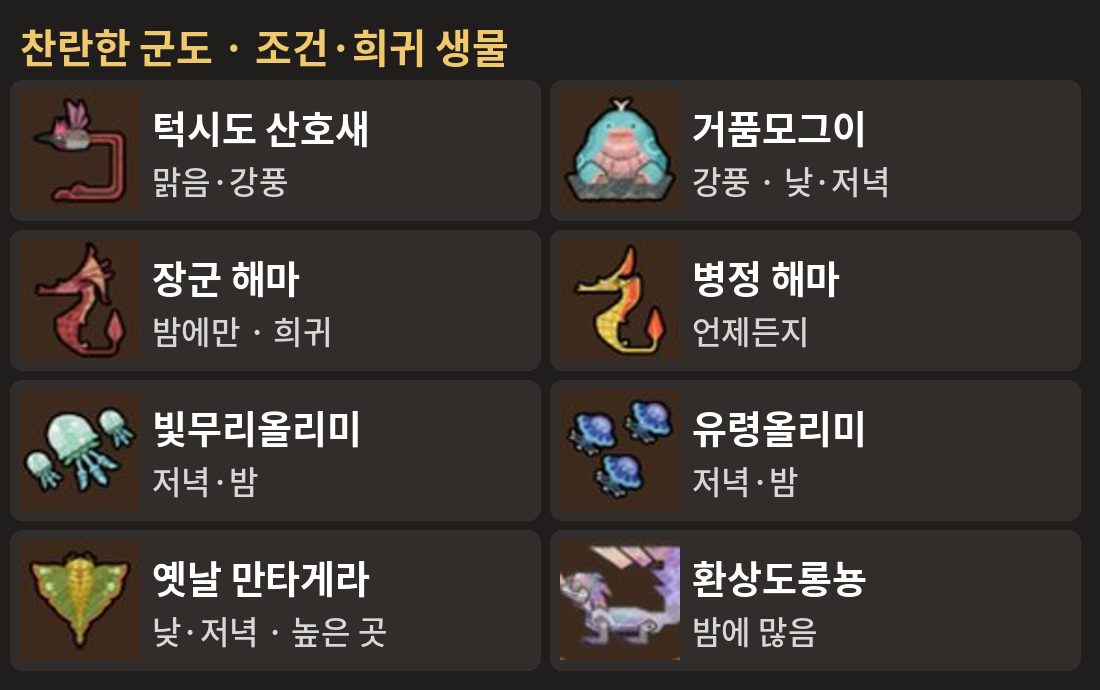 찬란한 군도 · 조건·희귀 생물
턱시도 산호새
맑음·강풍
거품모그이
강풍 · 낮·저녁
장군 해마
밤에만 · 희귀
병정 해마
언제든지
빛무리올리미
저녁·밤
유령올리미
저녁·밤
옛날 만타게라
낮·저녁 · 높은 곳
환상도롱뇽
밤에 많음